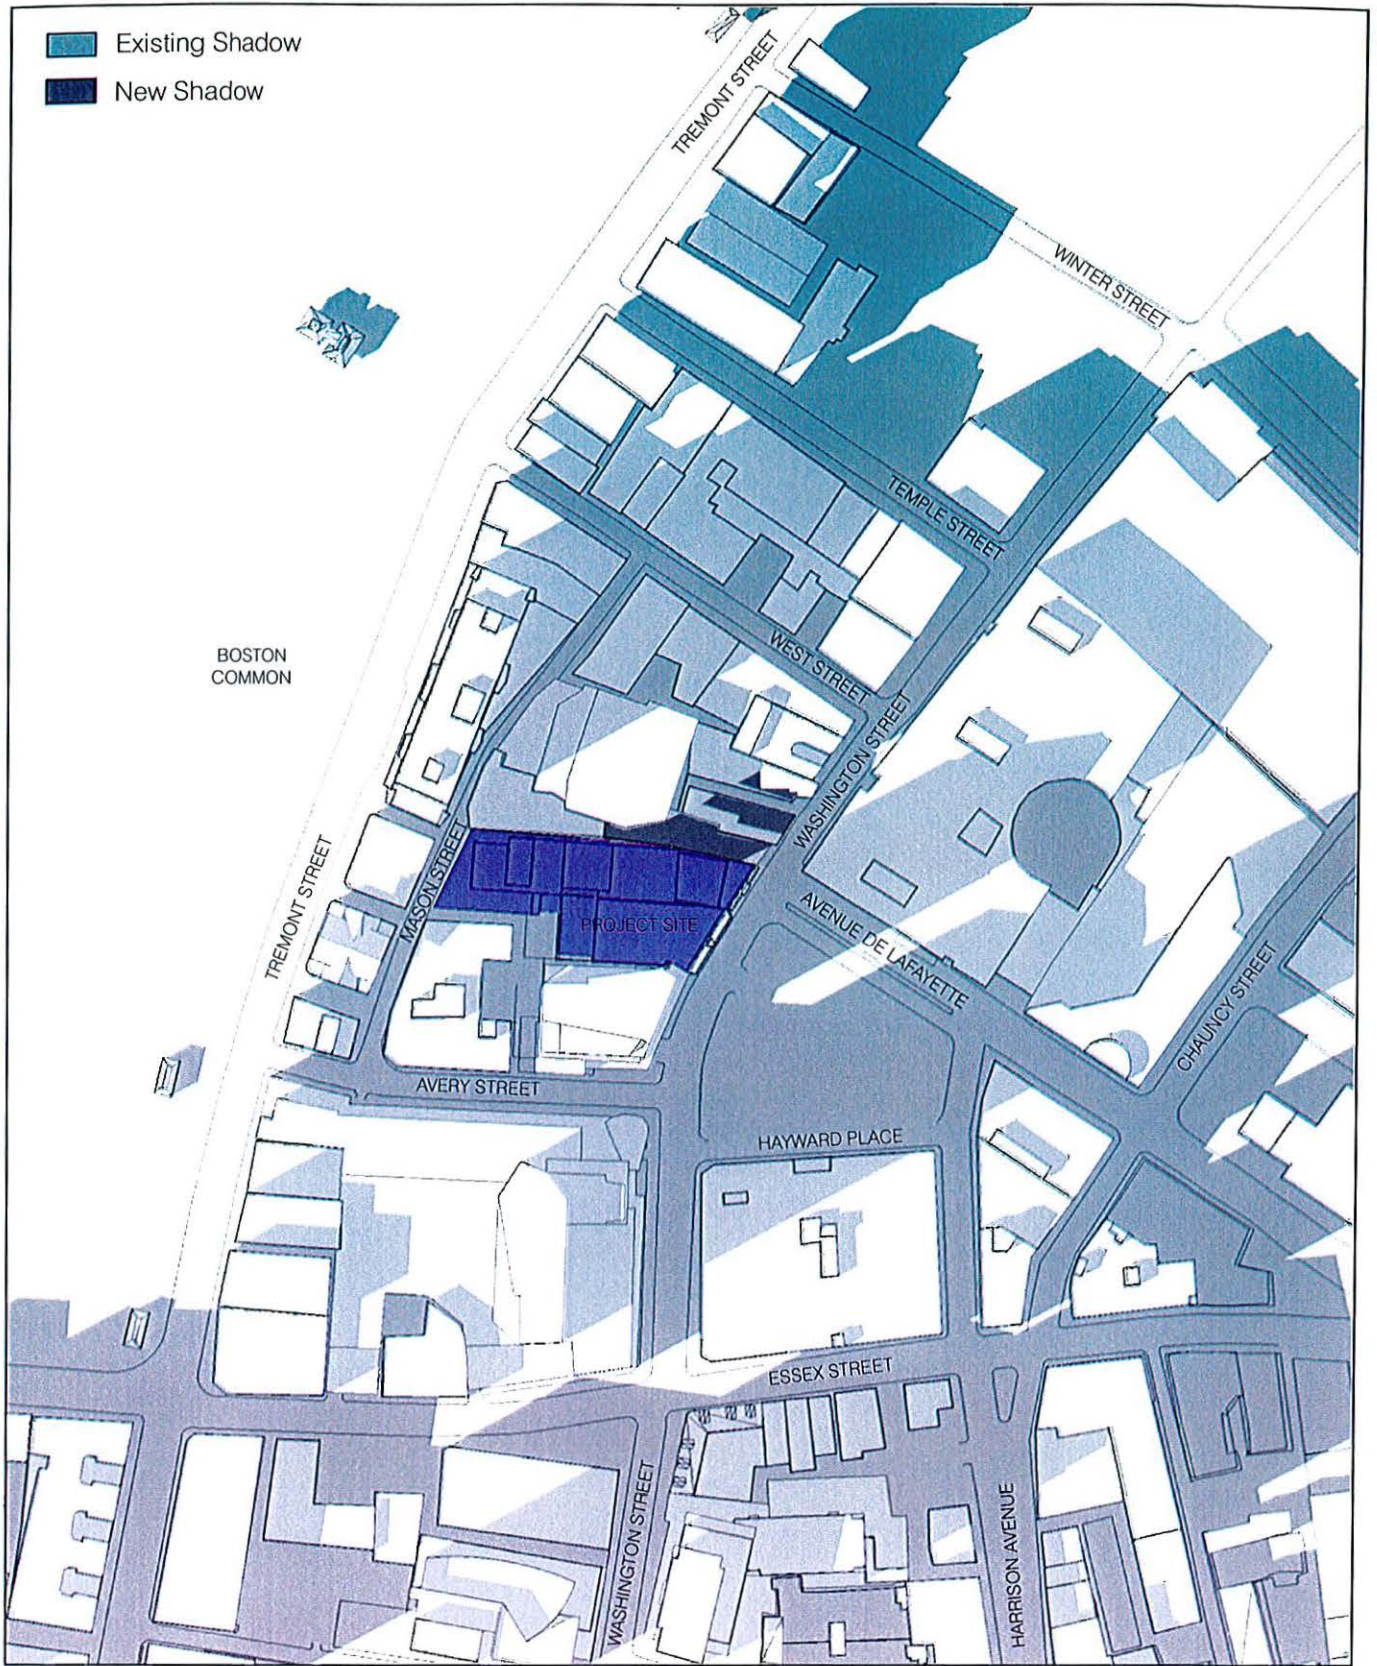 Existing Shadow
New Shadow
TREMONT STREET
WINTER STREET
TEMPLE STREET
BOSTON
COMMON
WEST STREET
WASHINGTON STREET
TREMONT STREET
MASON STREET
PROJECT SITE
AVENUE DE LAFAYETTE
CHAUNCY STREET
AVERY STREET
HAYWARD PLACE
ESSEX STREET
WASHINGTON STREET
HARRISON AVENUE